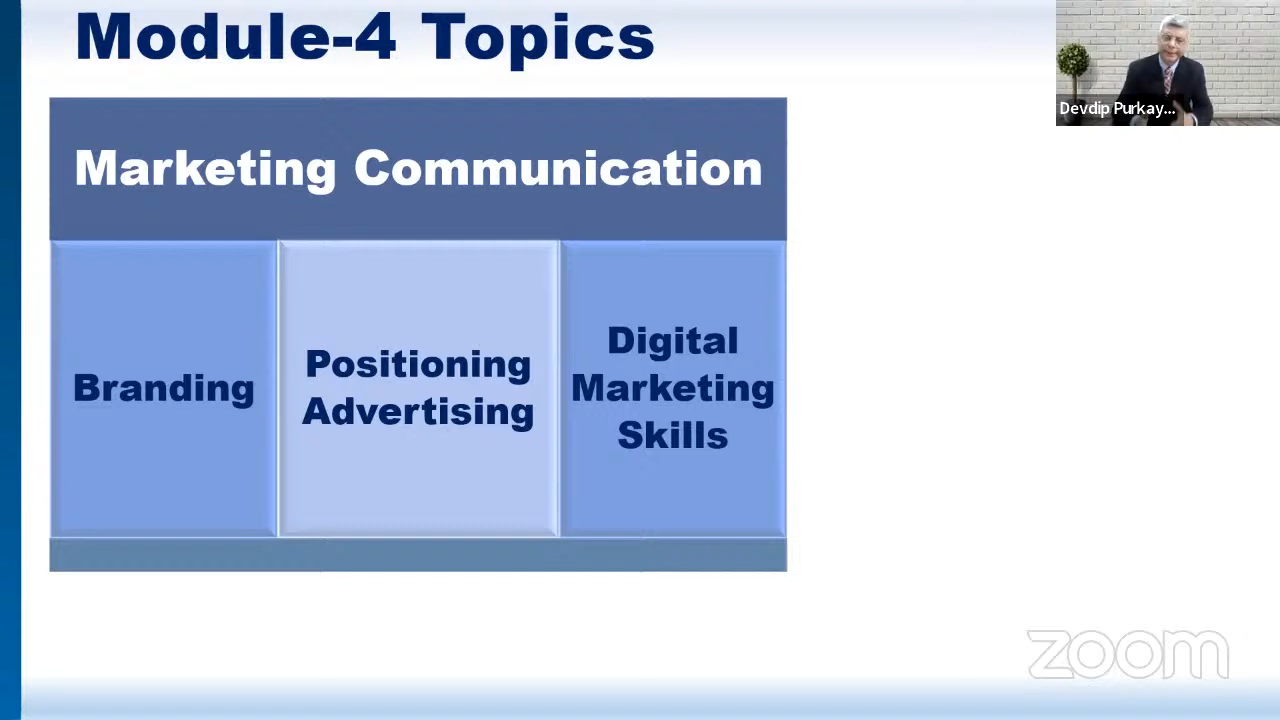 Module-4 Topics
Devdip Purkay...
Marketing Communication
Branding
Positioning
Advertising
Digital
Marketing
Skills
zoom